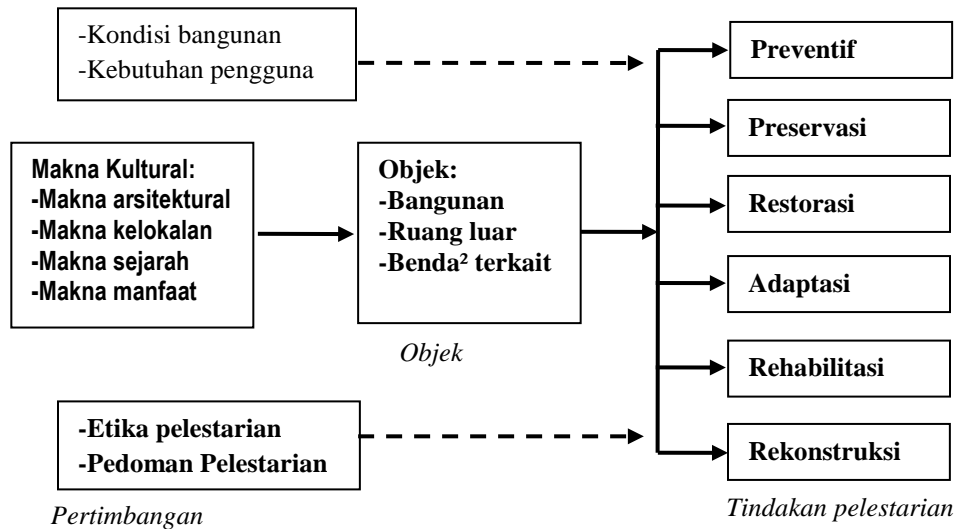 -Kondisi bangunan
-Kebutuhan pengguna
Makna Kultural:
-Makna arsitektural
-Makna kelokalan
-Makna sejarah
-Makna manfaat
Objek:
-Bangunan
-Ruang luar
-Benda² terkait
Objek
-Etika pelestarian
-Pedoman Pelestarian
Pertimbangan
Preventif
Preservasi
Restorasi
Adaptasi
Rehabilitasi
Rekonstruksi
Tindakan pelestarian